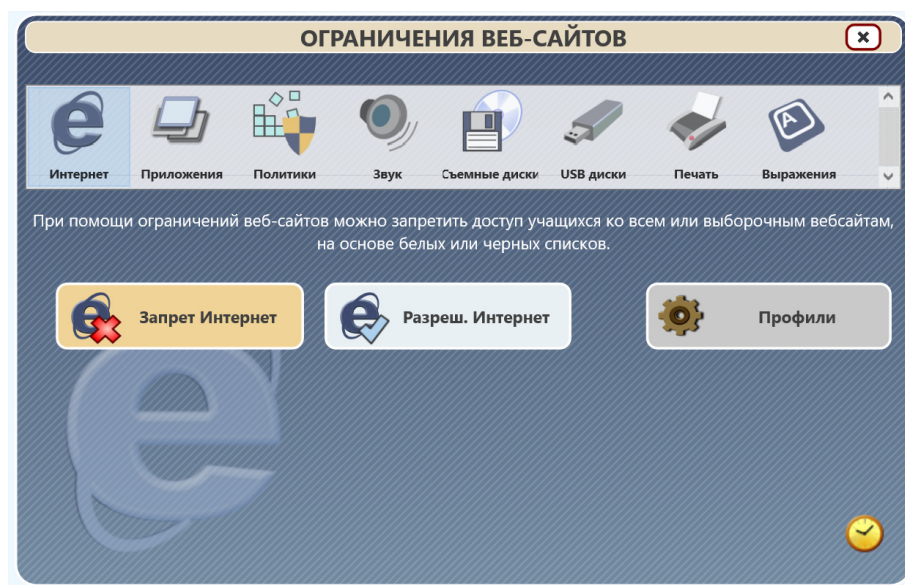 ОГРАНИЧЕНИЯ ВЕБ-САЙТОВ
Интернет Приложения Политики Звук Съемные диски USB диски Печать Выражения
При помощи ограничений веб-сайтов можно запретить доступ учащихся ко всем или выборочным вебсайтам,
на основе белых или черных списков.
Запрет Интернет Разреш. Интернет Профили